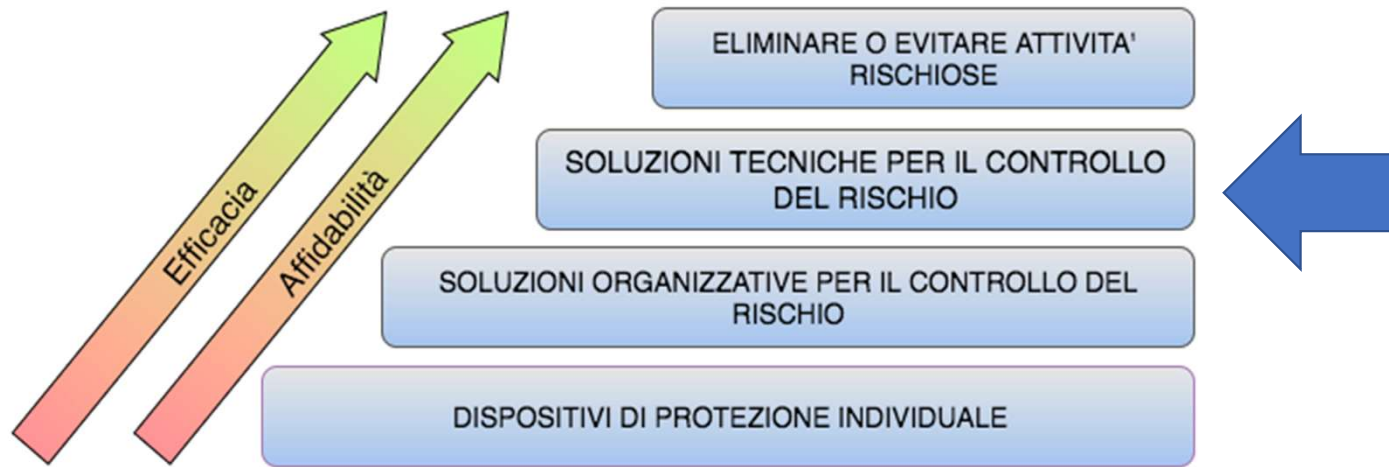 ELIMINARE O EVITARE ATTIVITA'
RISCHIOSE
SOLUZIONI TECNICHE PER IL CONTROLLO
DEL RISCHIO
Efficacia
Affidabilità
SOLUZIONI ORGANIZZATIVE PER IL CONTROLLO DEL
RISCHIO
DISPOSITIVI DI PROTEZIONE INDIVIDUALE